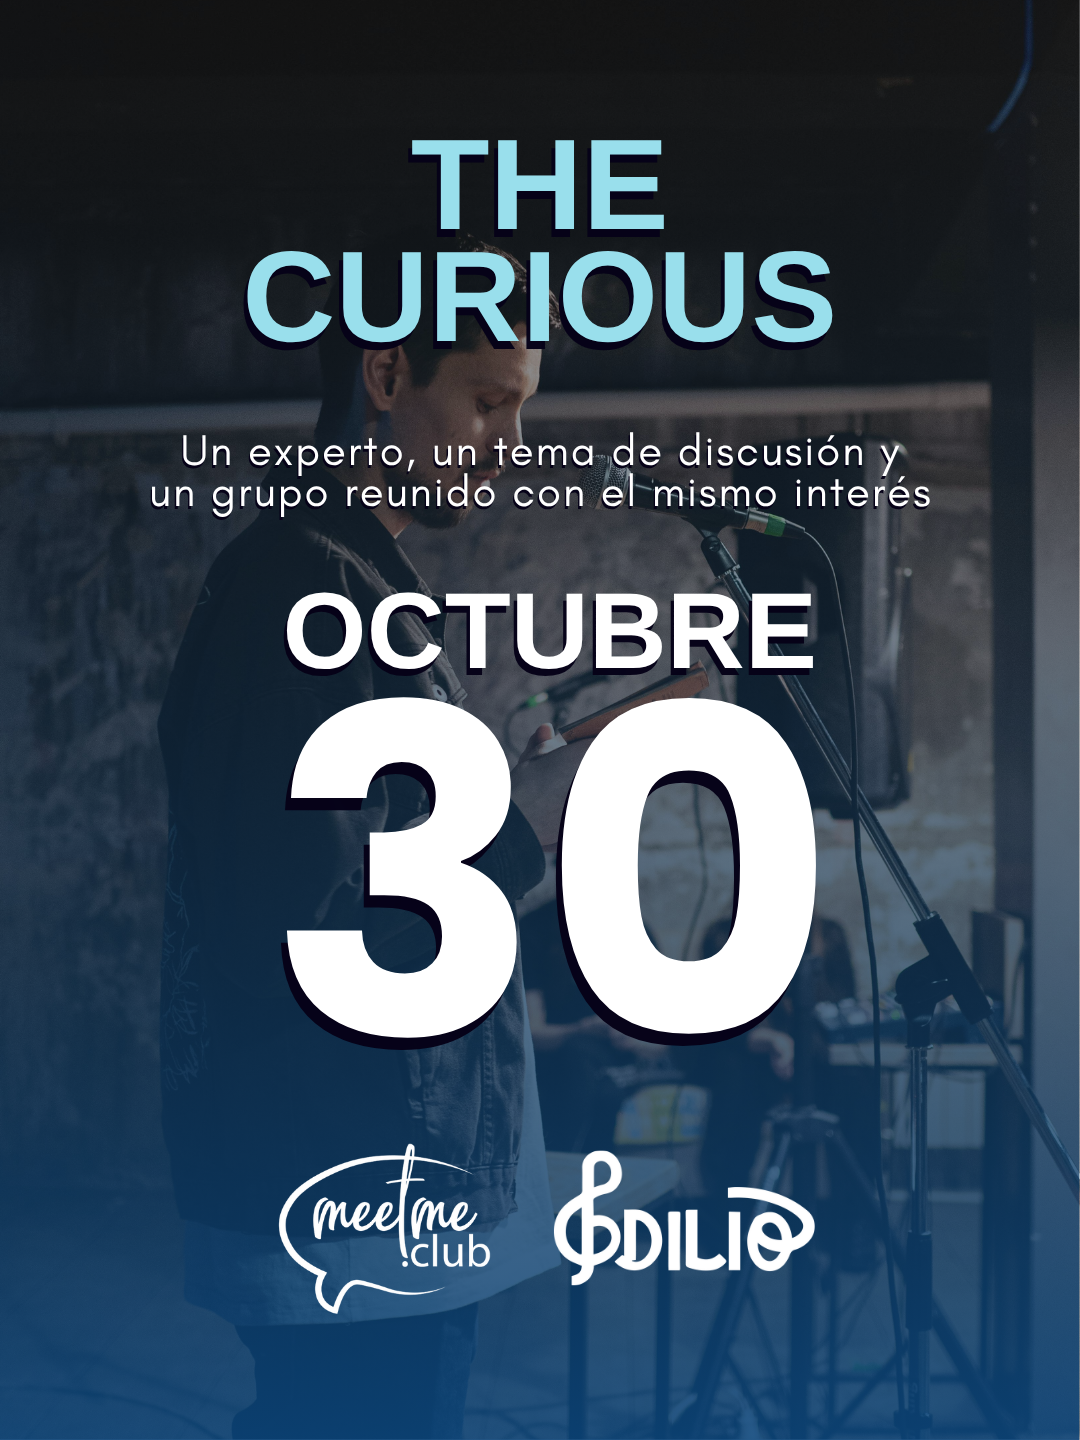 THE
CURIOUS
Un experto, un tema de discusión y
un grupo reunido con el mismo interés
OCTUBRE
30
meetme
.club
ODILIO